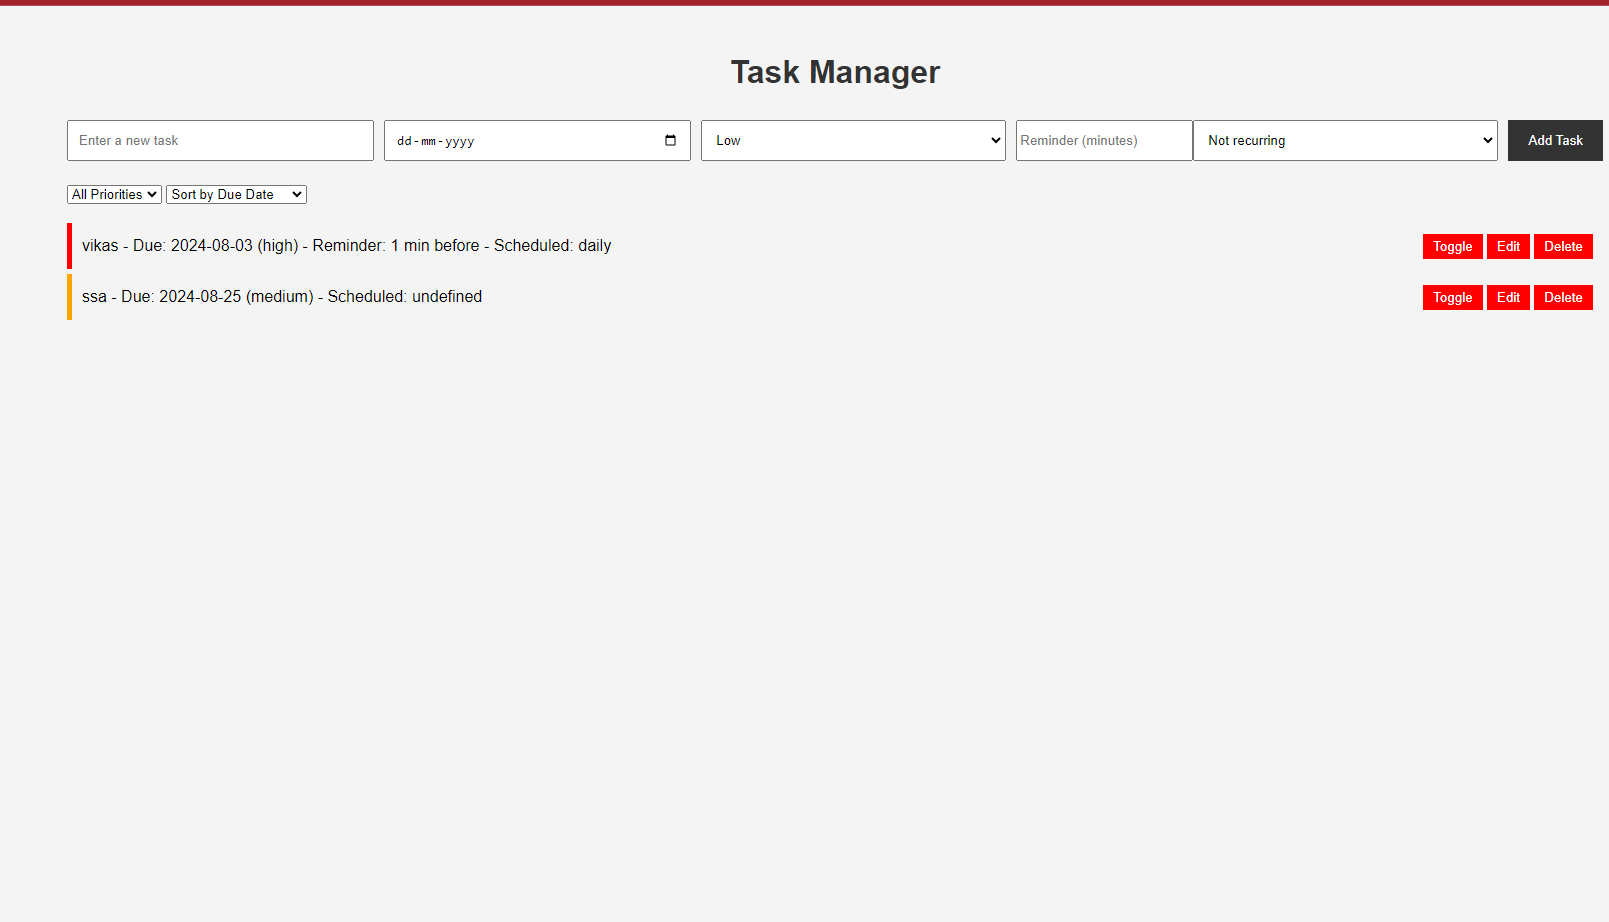 Task Manager
Enter a new task dd-mm-yyyy Low Reminder (minutes) Not recurring Add Task
All Priorities Sort by Due Date
vikas - Due: 2024-08-03 (high) - Reminder: 1 min before - Scheduled: daily Toggle Edit Delete
ssa - Due: 2024-08-25 (medium) - Scheduled: undefined Toggle Edit Delete